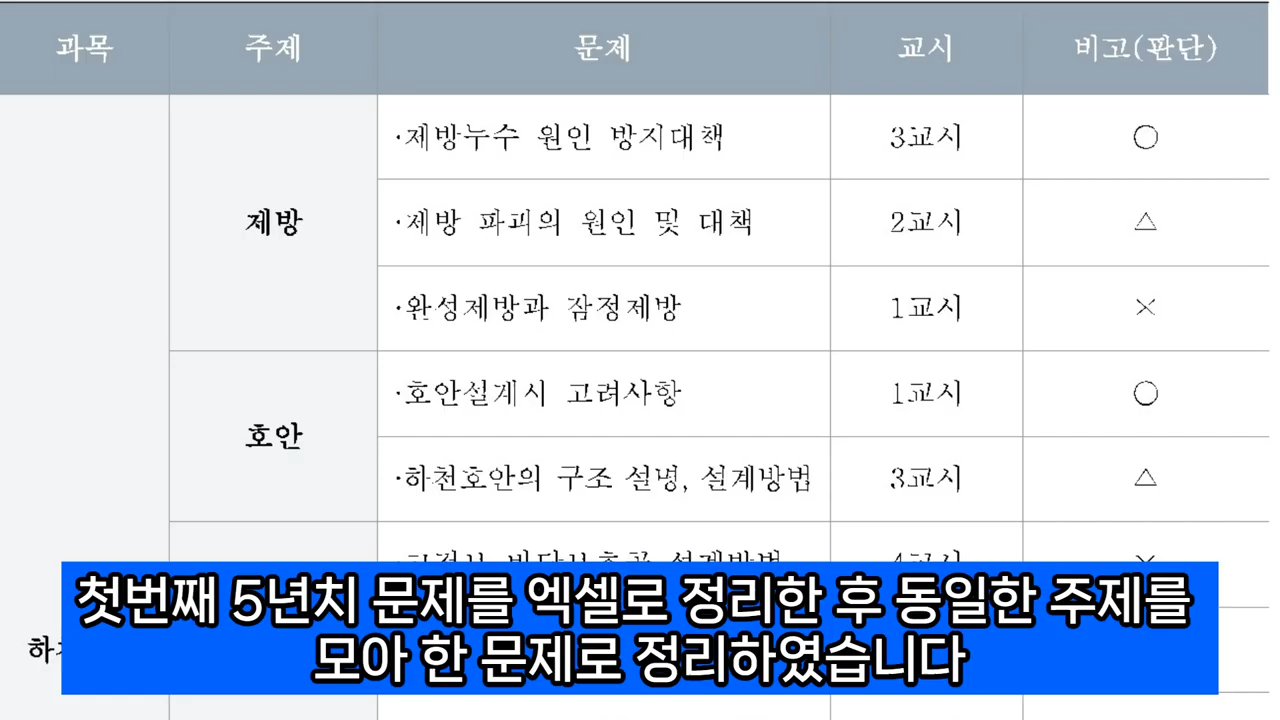 과목 주제 문제 교시 비고(판단)
·제방누수 원인 방지대책 3교시 ○
제방 ·제방 파괴의 원인 및 대책 2교시 △
·완성제방과 잠정제방 1교시 ×
·호안설계시 고려사항 1교시 ○
호안
·하천호안의 구조 설명, 설계방법 3교시 △
첫번째 5년치 문제를 엑셀로 정리한 후 동일한 주제를
모아 한 문제로 정리하였습니다